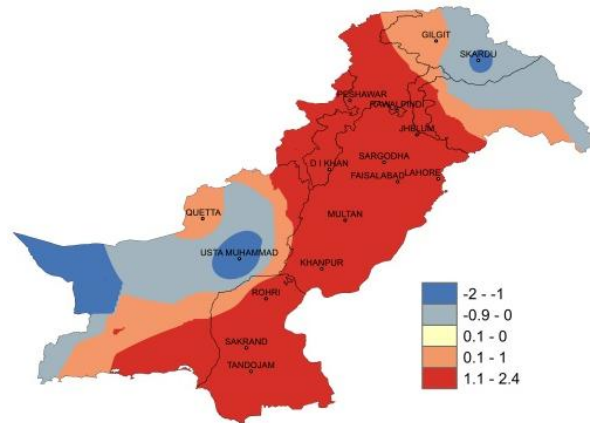 GILGIT
SKARDU
PESHAWAR
RAWALPINDI
JHBLUM
SARGODHA
D I KHAN
FAISALABAD
LAHORE
QUETTA
MULTAN
USTA MUHAMMAD
KHANPUR
ROHRI
SAKRAND
TANDOJAM
-2 - -1
-0.9 - 0
0.1 - 0
0.1 - 1
1.1 - 2.4